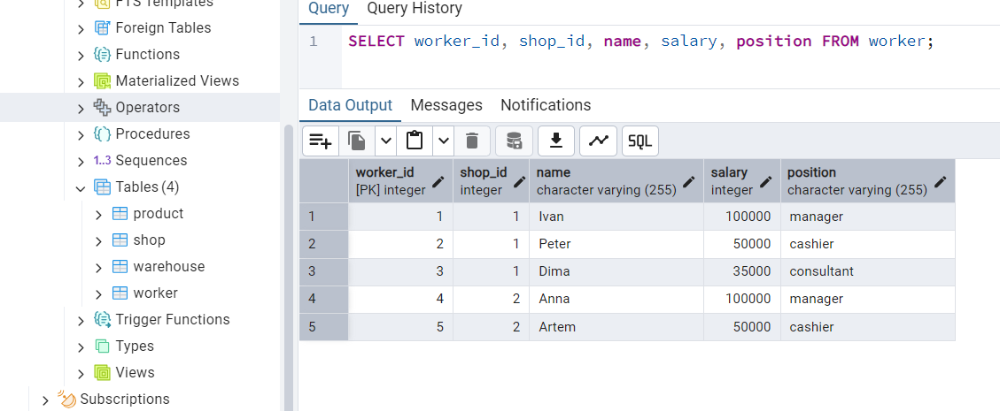 FTS Templates
Foreign Tables
Functions
Materialized Views
Operators
Procedures
1..3 Sequences
Tables (4)
product
shop
warehouse
worker
Trigger Functions
Types
Views
Subscriptions
Query Query History
1 SELECT worker_id, shop_id, name, salary, position FROM worker;
Data Output Messages Notifications
SQL
worker_id shop_id name salary position
[PK] integer integer character varying (255) integer character varying (255)
1 1 1 Ivan 100000 manager
2 2 1 Peter 50000 cashier
3 3 1 Dima 35000 consultant
4 4 2 Anna 100000 manager
5 5 2 Artem 50000 cashier